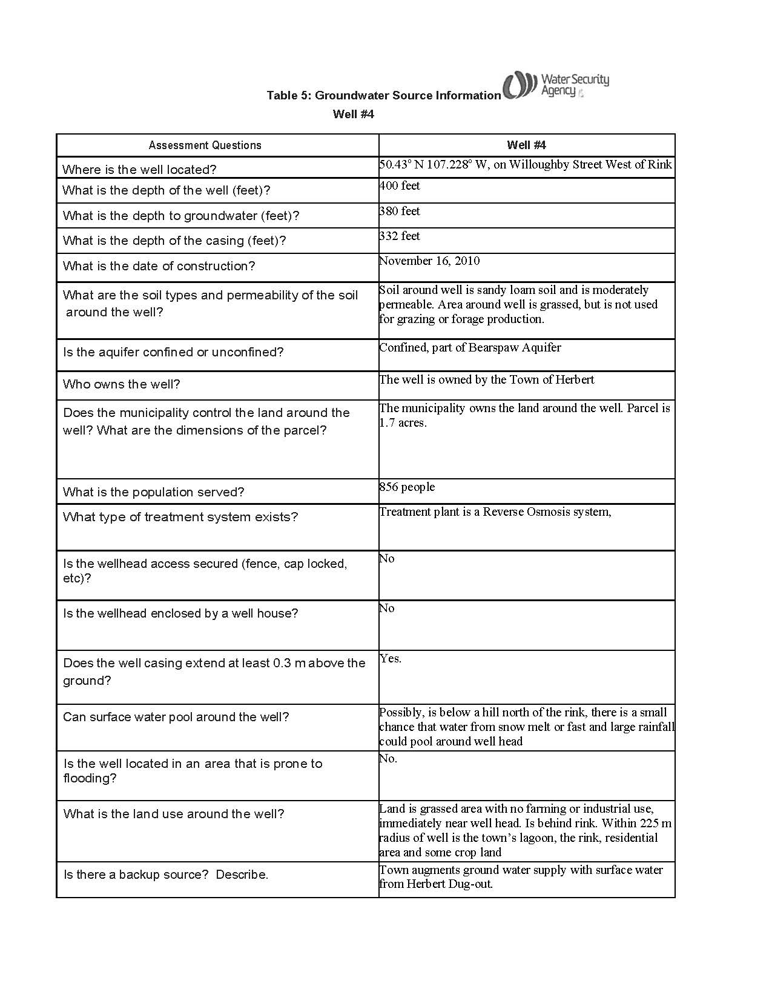 Water Security
Agency
Table 5: Groundwater Source Information
Well #4
Assessment Questions
Well #4
Where is the well located?
50.43° N 107.228° W, on Willoughby Street West of Rink
What is the depth of the well (feet)?
400 feet
What is the depth to groundwater (feet)?
380 feet
What is the depth of the casing (feet)?
332 feet
What is the date of construction?
November 16, 2010
What are the soil types and permeability of the soil
around the well?
Soil around well is sandy loam soil and is moderately
permeable. Area around well is grassed, but is not used
for grazing or forage production.
Is the aquifer confined or unconfined?
Confined, part of Bearspaw Aquifer
Who owns the well?
The well is owned by the Town of Herbert
Does the municipality control the land around the
well? What are the dimensions of the parcel?
The municipality owns the land around the well. Parcel is
1.7 acres.
What is the population served?
856 people
What type of treatment system exists?
Treatment plant is a Reverse Osmosis system,
Is the wellhead access secured (fence, cap locked,
etc)?
No
Is the wellhead enclosed by a well house?
No
Does the well casing extend at least 0.3 m above the
ground?
Yes.
Can surface water pool around the well?
Possibly, is below a hill north of the rink, there is a small
chance that water from snow melt or fast and large rainfall
could pool around well head
Is the well located in an area that is prone to
flooding?
No.
What is the land use around the well?
Land is grassed area with no farming or industrial use,
immediately near well head. Is behind rink. Within 225 m
radius of well is the town's lagoon, the rink, residential
area and some crop land
Is there a backup source?  Describe.
Town augments ground water supply with surface water
from Herbert Dug-out.